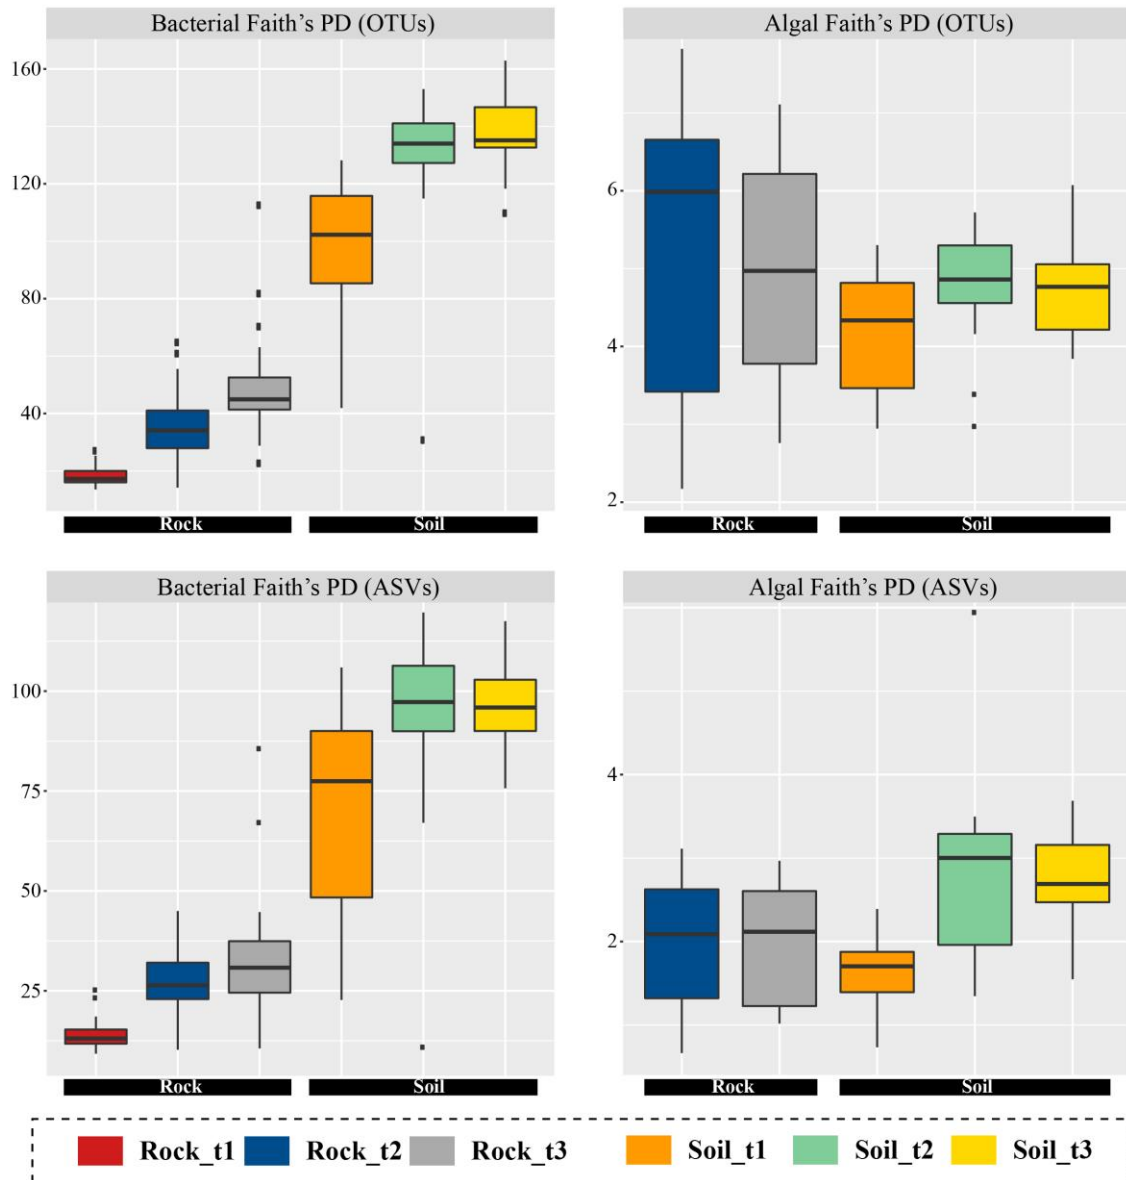 Bacterial Faith's PD (OTUs)
160
120
80
40
Rock Soil
Algal Faith's PD (OTUs)
6
4
2
Rock Soil
Bacterial Faith's PD (ASVs)
100
75
50
25
Rock Soil
Algal Faith's PD (ASVs)
4
2
Rock Soil
Rock_t1 Rock_t2 Rock_t3 Soil_t1 Soil_t2 Soil_t3